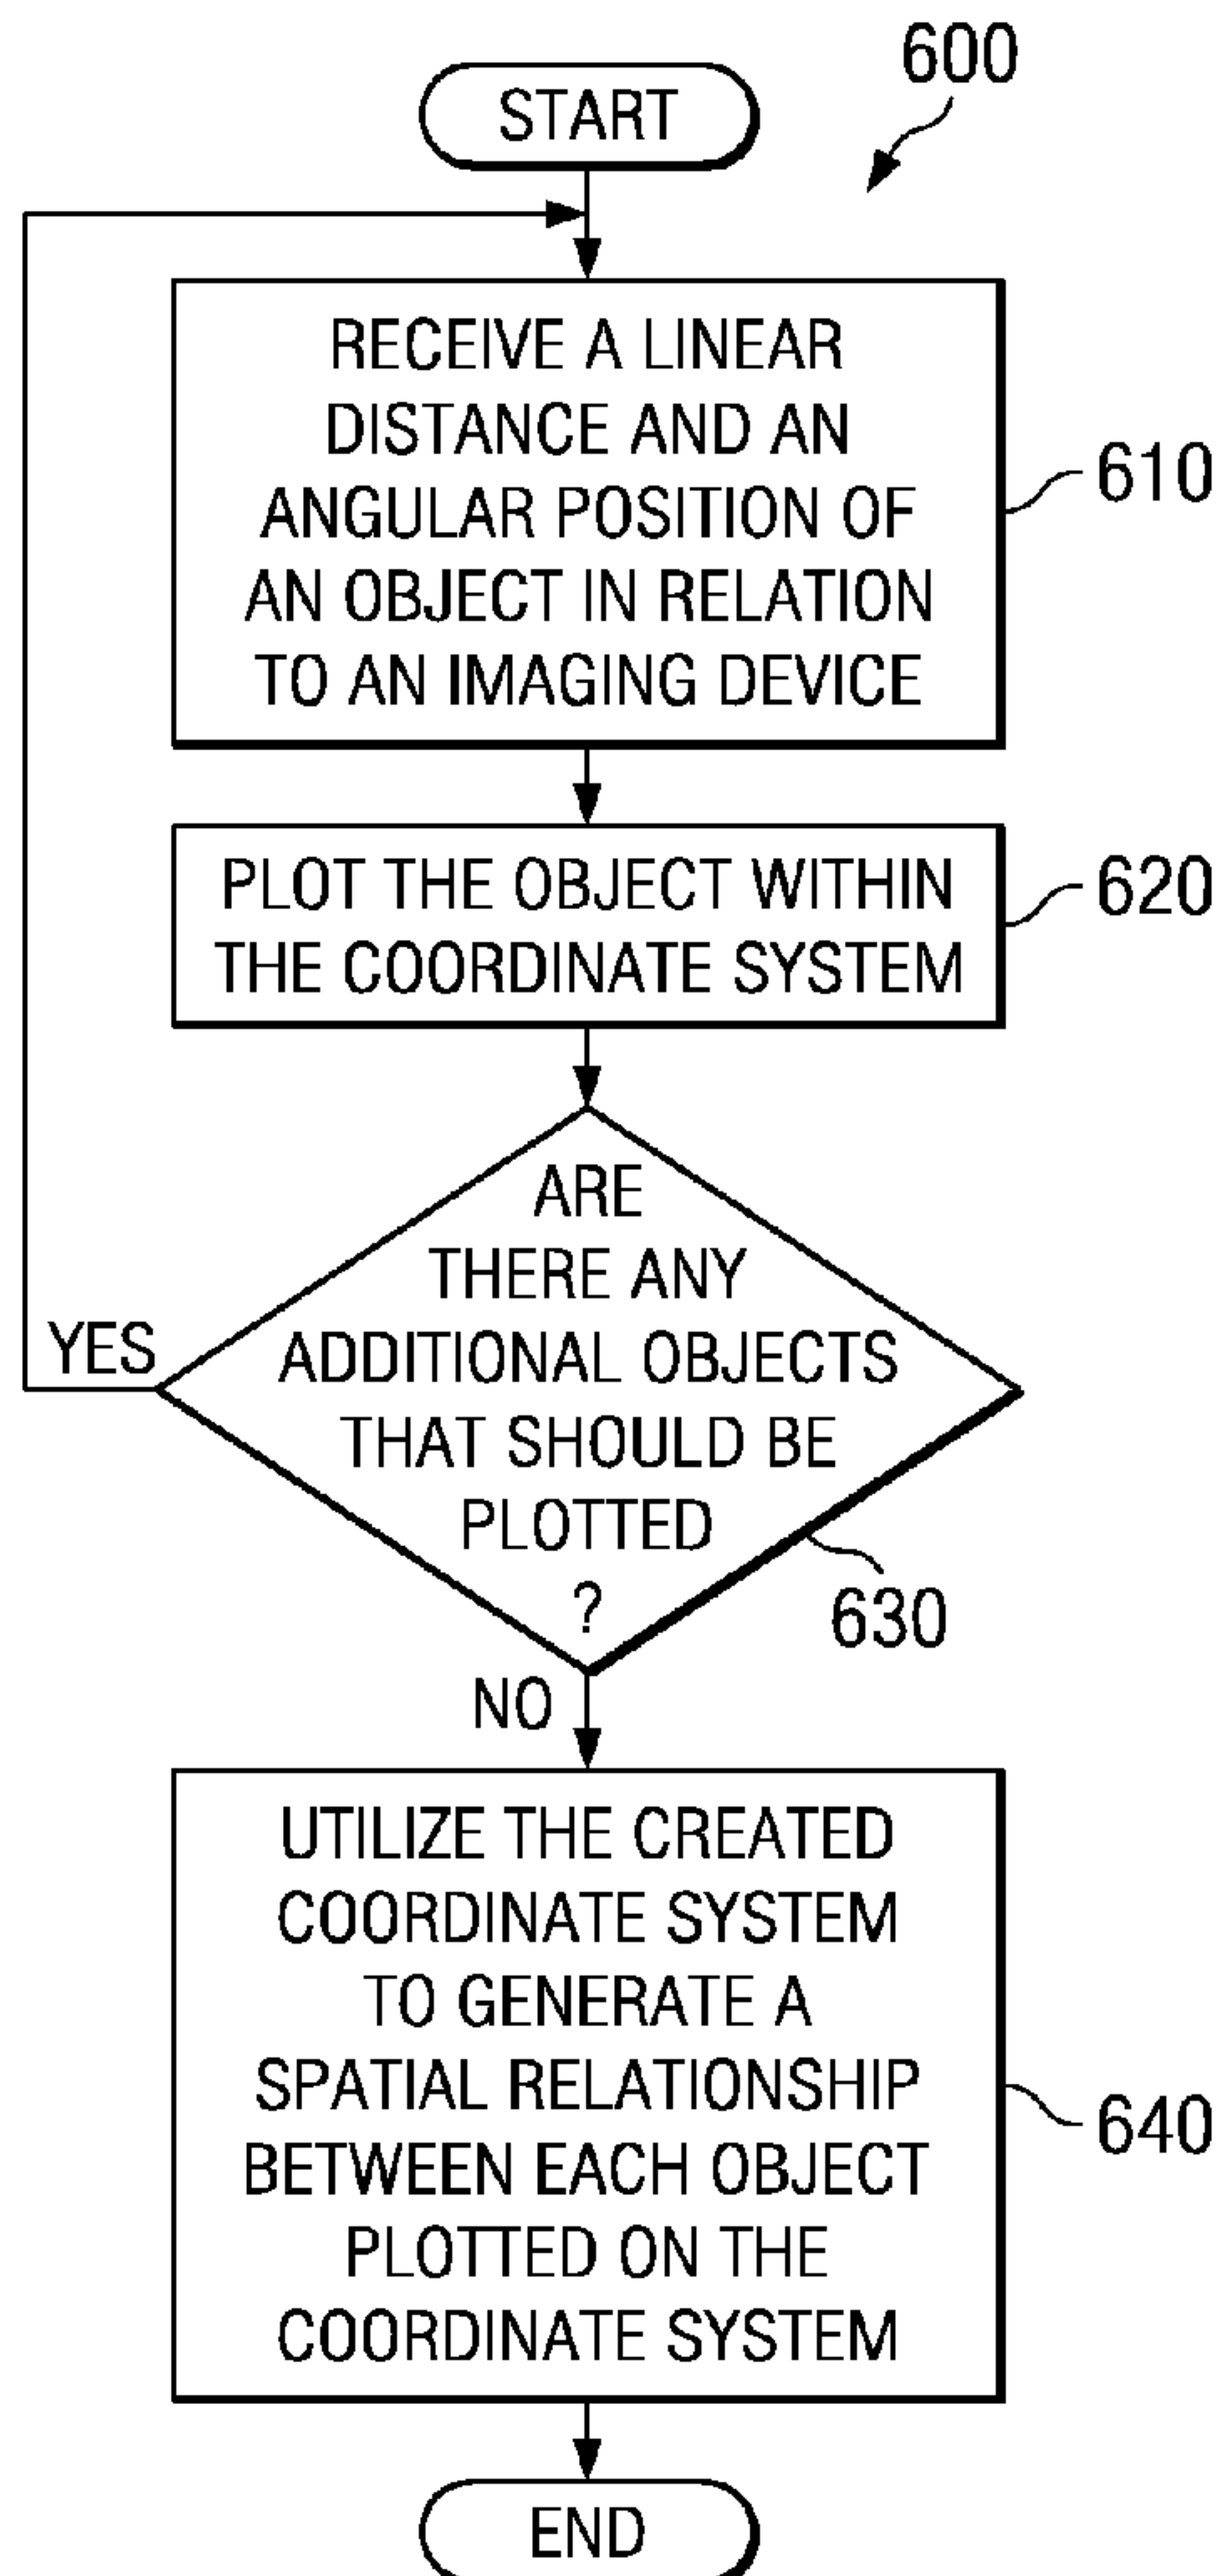 600
START
RECEIVE A LINEAR
DISTANCE AND AN
ANGULAR POSITION OF
AN OBJECT IN RELATION
TO AN IMAGING DEVICE
610
PLOT THE OBJECT WITHIN
THE COORDINATE SYSTEM
620
ARE
THERE ANY
ADDITIONAL OBJECTS
THAT SHOULD BE
PLOTTED
?
YES
630
NO
UTILIZE THE CREATED
COORDINATE SYSTEM
TO GENERATE A
SPATIAL RELATIONSHIP
BETWEEN EACH OBJECT
PLOTTED ON THE
COORDINATE SYSTEM
640
END